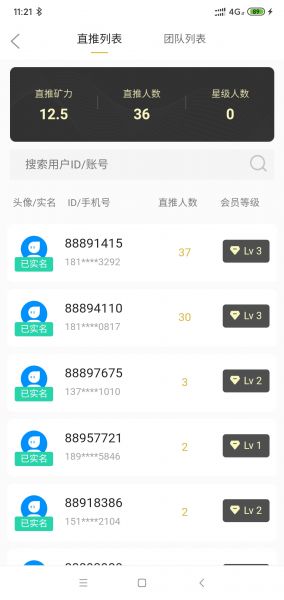 11:21 4G 89
直推列表 团队列表
直推矿力 直推人数 星级人数
12.5 36 0
搜索用户ID/账号
头像/实名 ID/手机号 直推人数 会员等级
88891415
181****3292
已实名
37
Lv 3
88894110
181****0817
已实名
30
Lv 3
88897675
137****1010
已实名
3
Lv 2
88957721
189****5846
已实名
2
Lv 1
88918386
151****2104
已实名
2
Lv 2